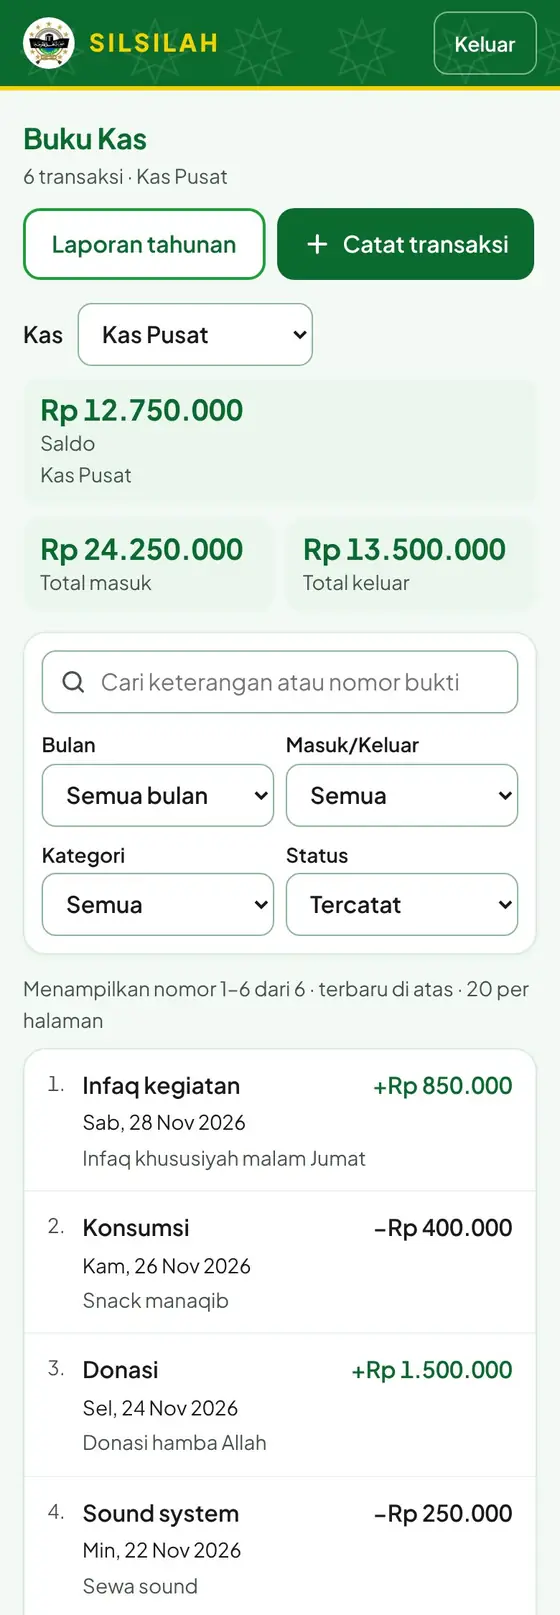 SILSILAH
Keluar
Buku Kas
6 transaksi · Kas Pusat
Laporan tahunan
+ Catat transaksi
Kas
Kas Pusat
Rp 12.750.000
Saldo
Kas Pusat
Rp 24.250.000
Total masuk
Rp 13.500.000
Total keluar
Cari keterangan atau nomor bukti
Bulan
Masuk/Keluar
Semua bulan
Semua
Kategori
Status
Semua
Tercatat
Menampilkan nomor 1–6 dari 6 · terbaru di atas · 20 per
halaman
1. Infaq kegiatan +Rp 850.000
Sab, 28 Nov 2026
Infaq khususiyah malam Jumat
2. Konsumsi −Rp 400.000
Kam, 26 Nov 2026
Snack manaqib
3. Donasi +Rp 1.500.000
Sel, 24 Nov 2026
Donasi hamba Allah
4. Sound system −Rp 250.000
Min, 22 Nov 2026
Sewa sound